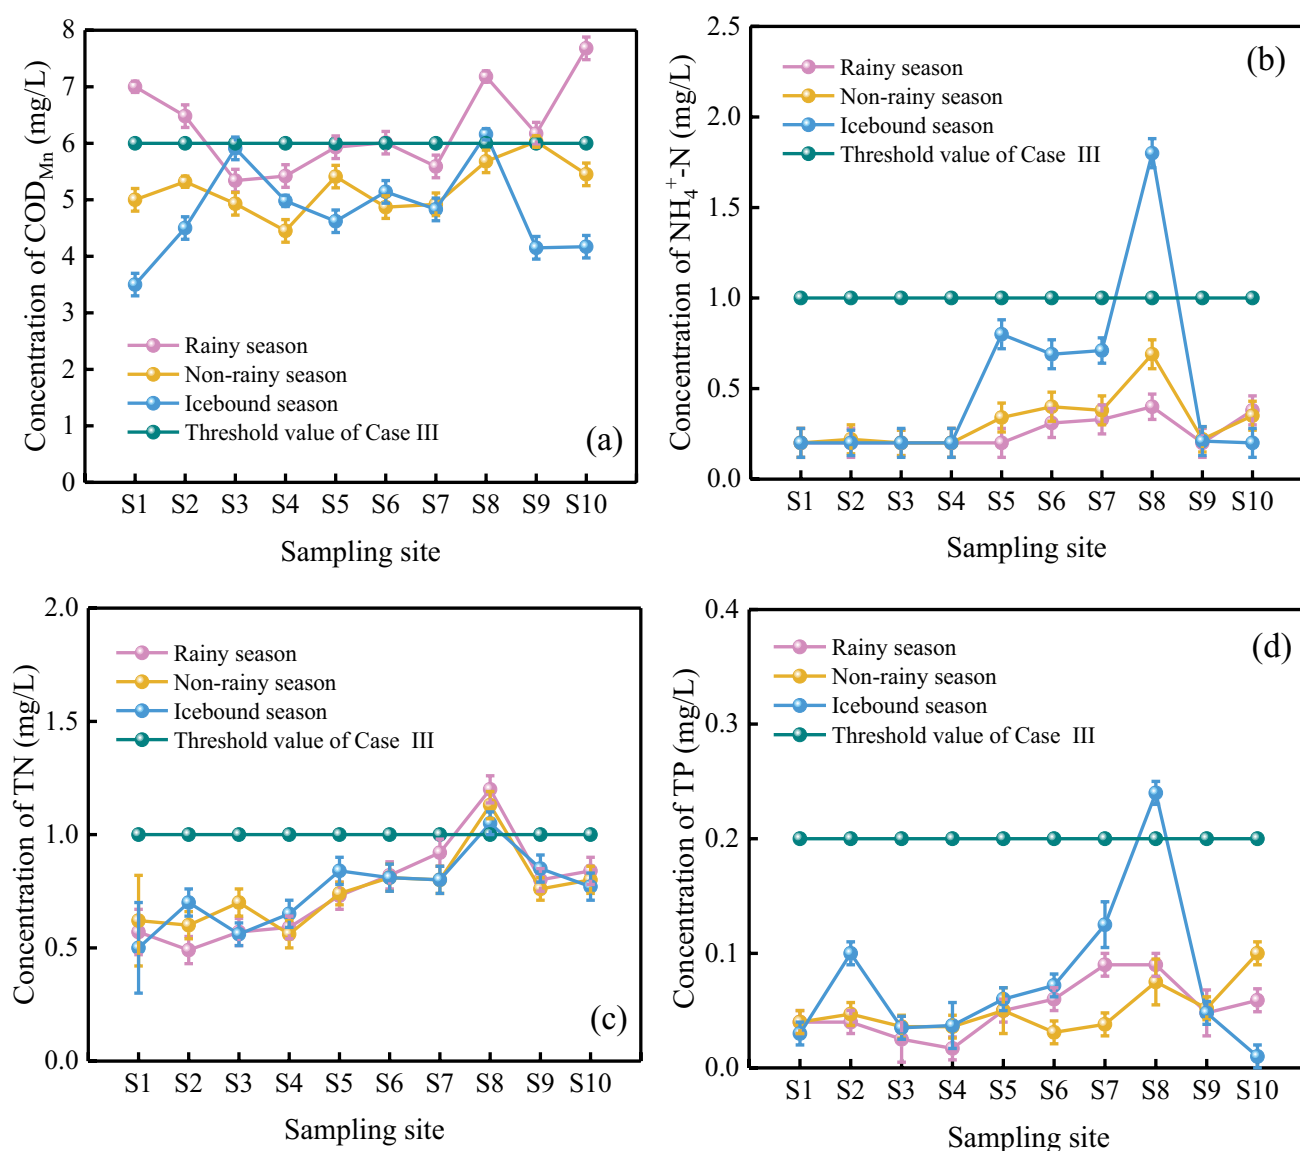 Concentration of COD_Mn (mg/L)
8
7
6
5
4
3
2
1
0
Rainy season
Non-rainy season
Icebound season
Threshold value of Case III
(a)
S1 S2 S3 S4 S5 S6 S7 S8 S9 S10
Sampling site
Concentration of NH₄⁺-N (mg/L)
2.5
2.0
1.5
1.0
0.5
0.0
Rainy season
Non-rainy season
Icebound season
Threshold value of Case III
(b)
S1 S2 S3 S4 S5 S6 S7 S8 S9 S10
Sampling site
Concentration of TN (mg/L)
2.0
1.5
1.0
0.5
0.0
Rainy season
Non-rainy season
Icebound season
Threshold value of Case III
(c)
S1 S2 S3 S4 S5 S6 S7 S8 S9 S10
Sampling site
Concentration of TP (mg/L)
0.4
0.3
0.2
0.1
0.0
Rainy season
Non-rainy season
Icebound season
Threshold value of Case III
(d)
S1 S2 S3 S4 S5 S6 S7 S8 S9 S10
Sampling site